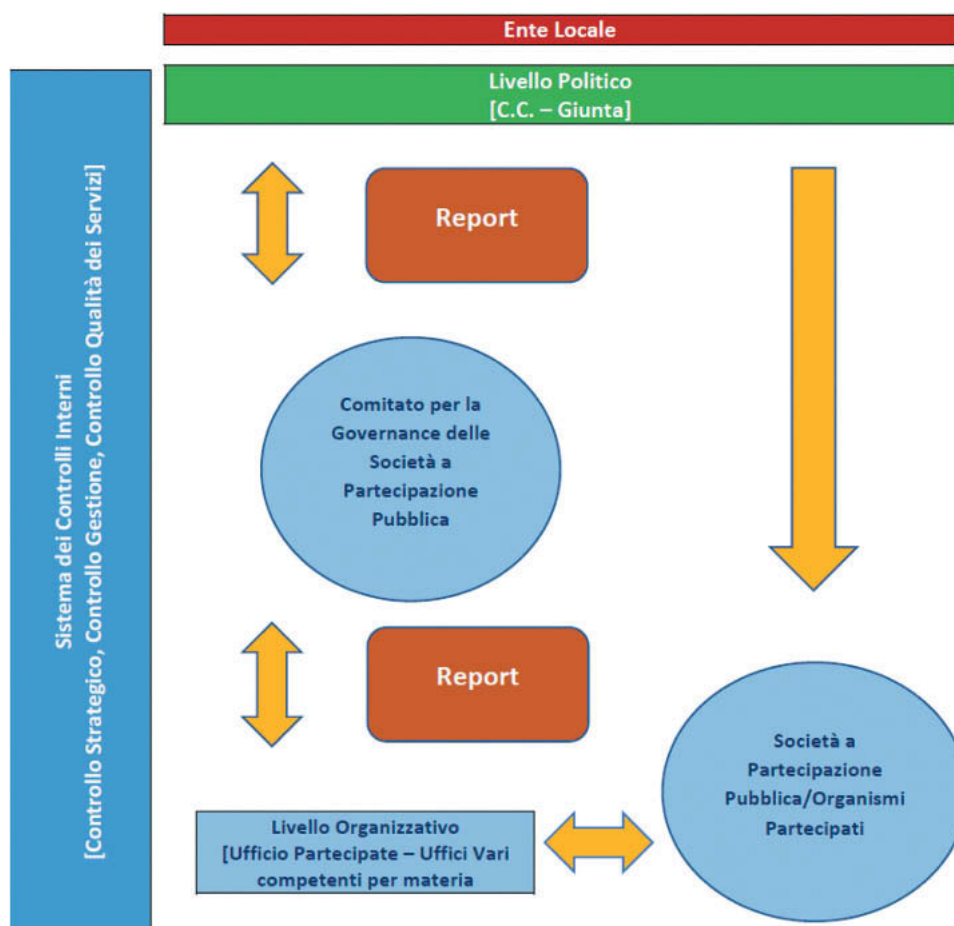 Ente Locale
Livello Politico
[C.C. – Giunta]
Sistema dei Controlli Interni
[Controllo Strategico, Controllo Gestione, Controllo Qualità dei Servizi]
Report
Comitato per la
Governance delle
Società a
Partecipazione
Pubblica
Report
Società a
Partecipazione
Pubblica/Organismi
Partecipati
Livello Organizzativo
[Ufficio Partecipate – Uffici Vari
competenti per materia